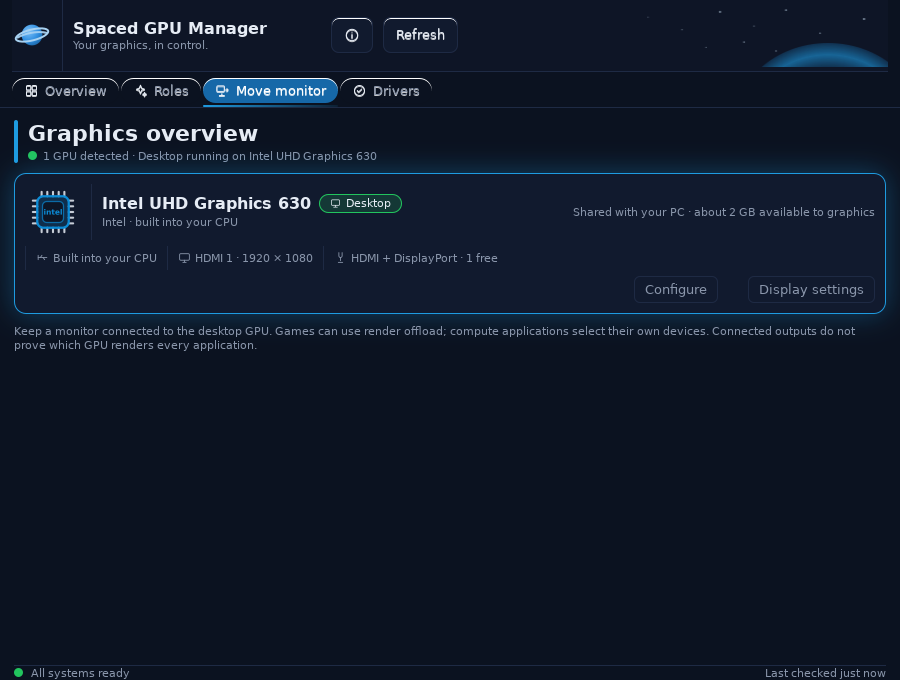 Spaced GPU Manager
Your graphics, in control.
Refresh
Overview
Roles
Move monitor
Drivers
Graphics overview
1 GPU detected · Desktop running on Intel UHD Graphics 630
intel
Intel UHD Graphics 630
Desktop
Intel · built into your CPU
Shared with your PC · about 2 GB available to graphics
Built into your CPU
HDMI 1 · 1920 × 1080
HDMI + DisplayPort · 1 free
Configure
Display settings
Keep a monitor connected to the desktop GPU. Games can use render offload; compute applications select their own devices. Connected outputs do not
prove which GPU renders every application.
All systems ready
Last checked just now